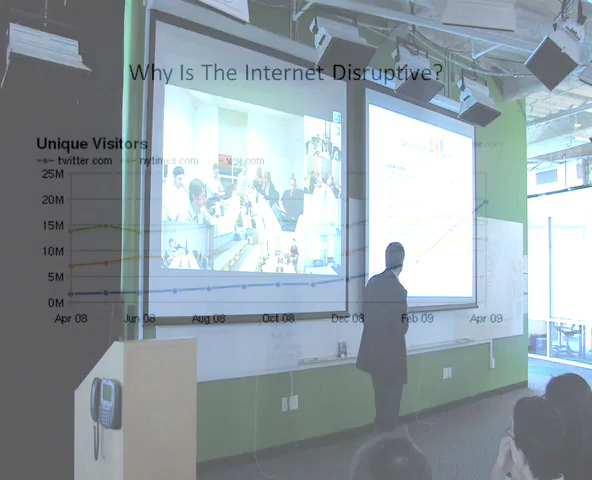 Why Is The Internet Disruptive?
Unique Visitors
twitter.com nytimes.com wsj.com
25M
20M
15M
10M
5M
0M
Apr 08 Jun 08 Aug 08 Oct 08 Dec 08 Feb 09 Apr 09